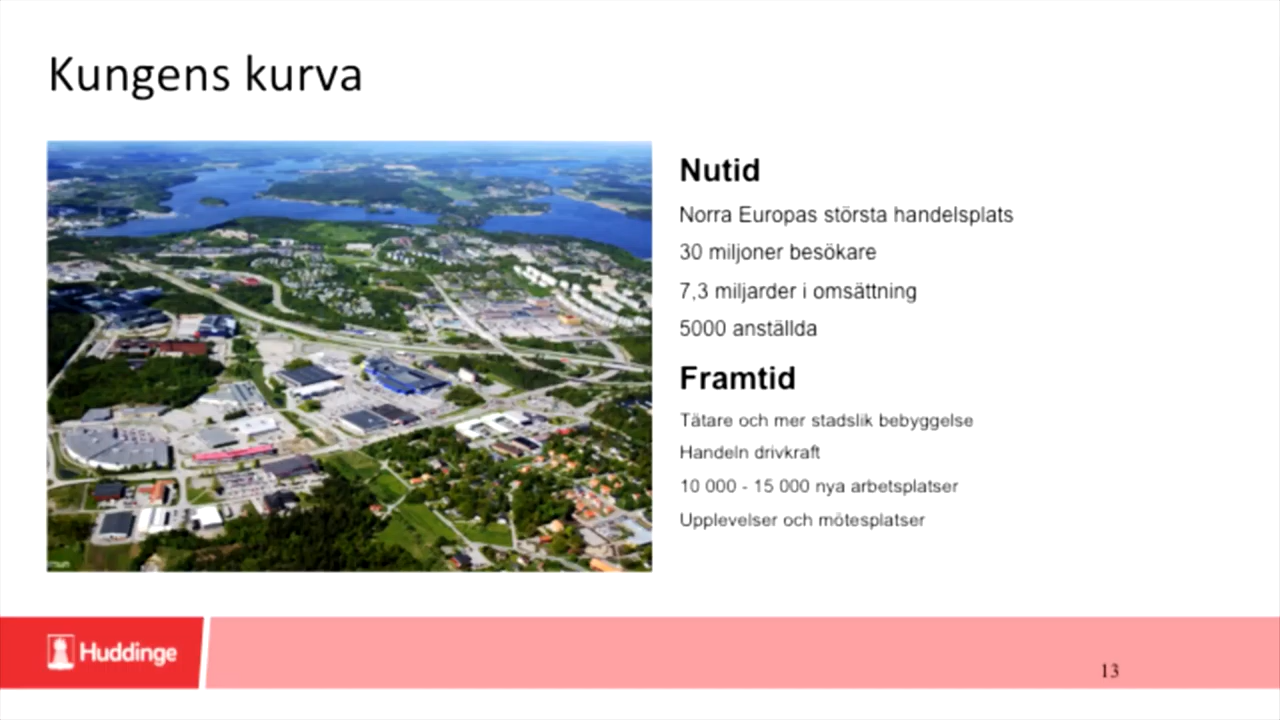 Kungens kurva
Nutid
Norra Europas största handelsplats
30 miljoner besökare
7,3 miljarder i omsättning
5000 anställda
Framtid
Tätare och mer stadslik bebyggelse
Handeln drivkraft
10 000 - 15 000 nya arbetsplatser
Upplevelser och mötesplatser
Huddinge
13